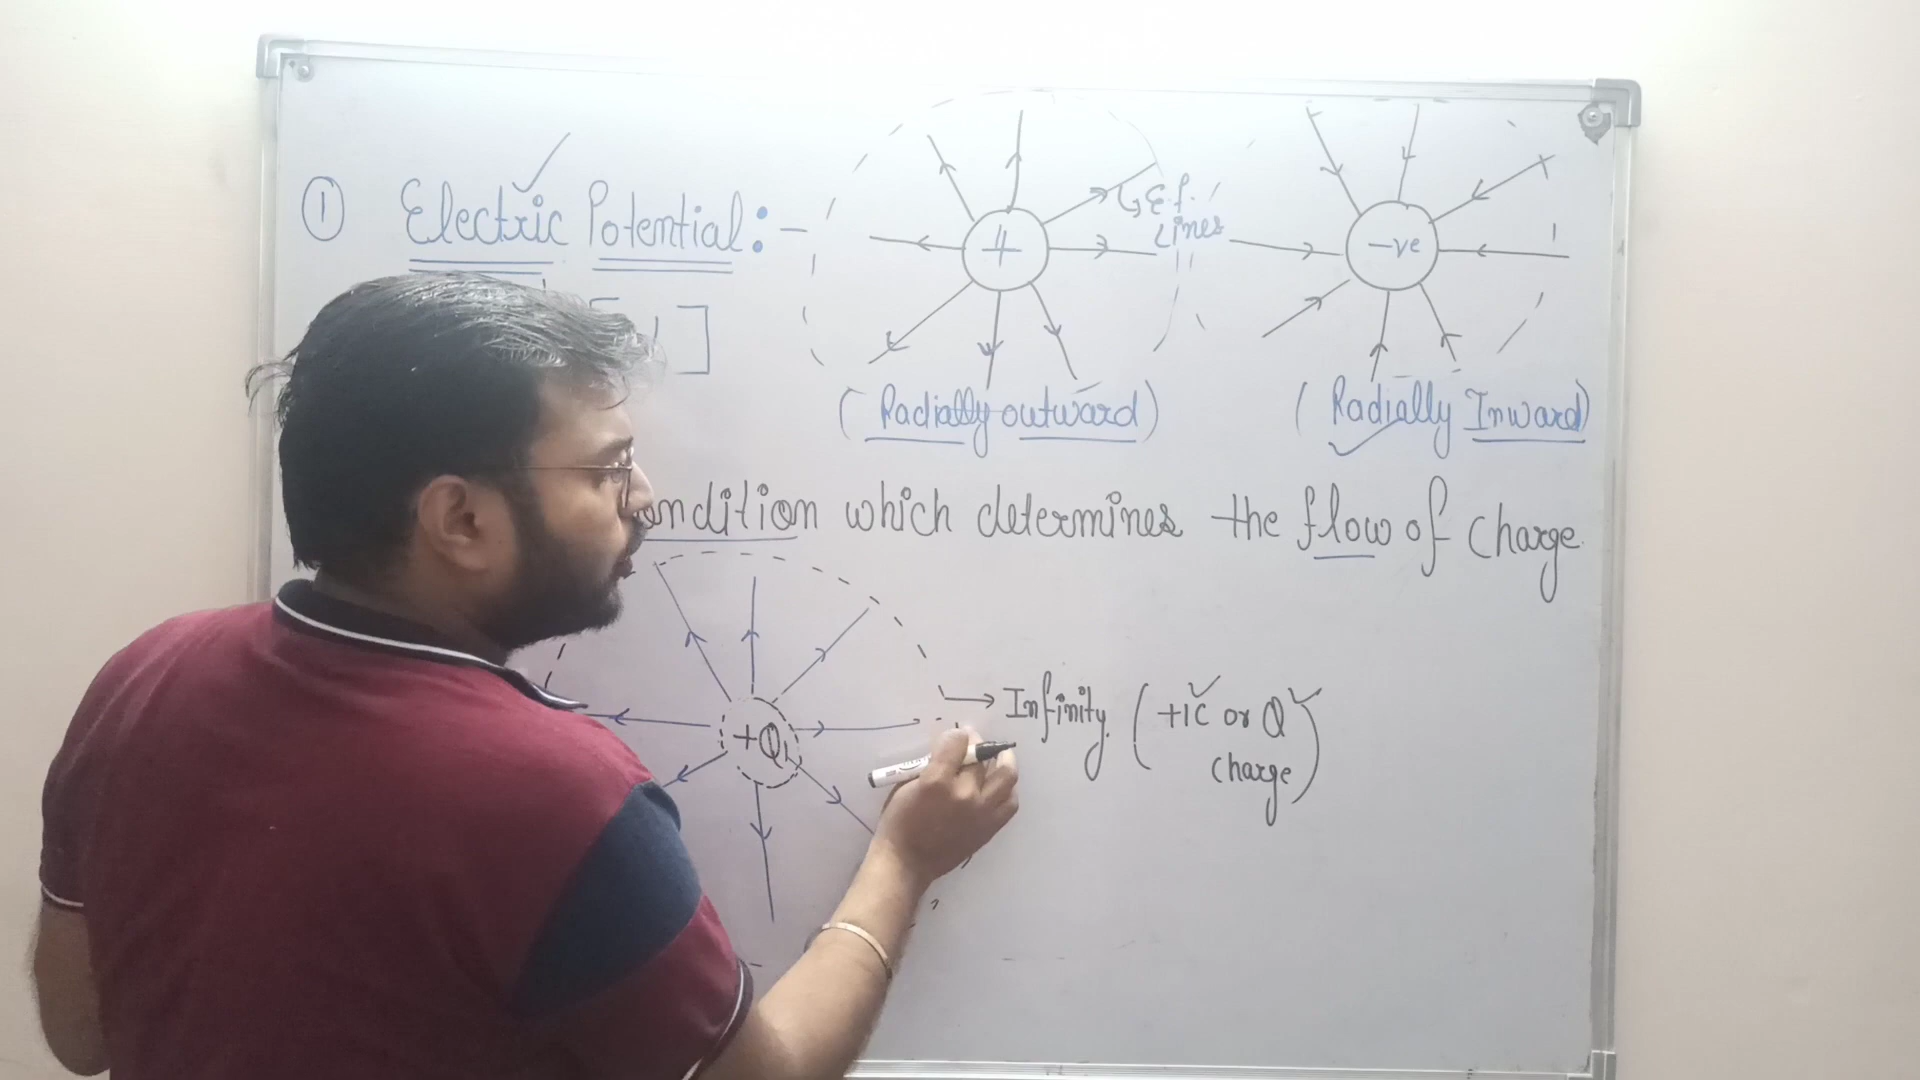 ① Electric Potential:-
+
E.f.
Lines
-ve
(Radially outward)
(Radially Inward)
which determines the flow of charge.
+Q1
→ Infinity (+1C or Q
charge)